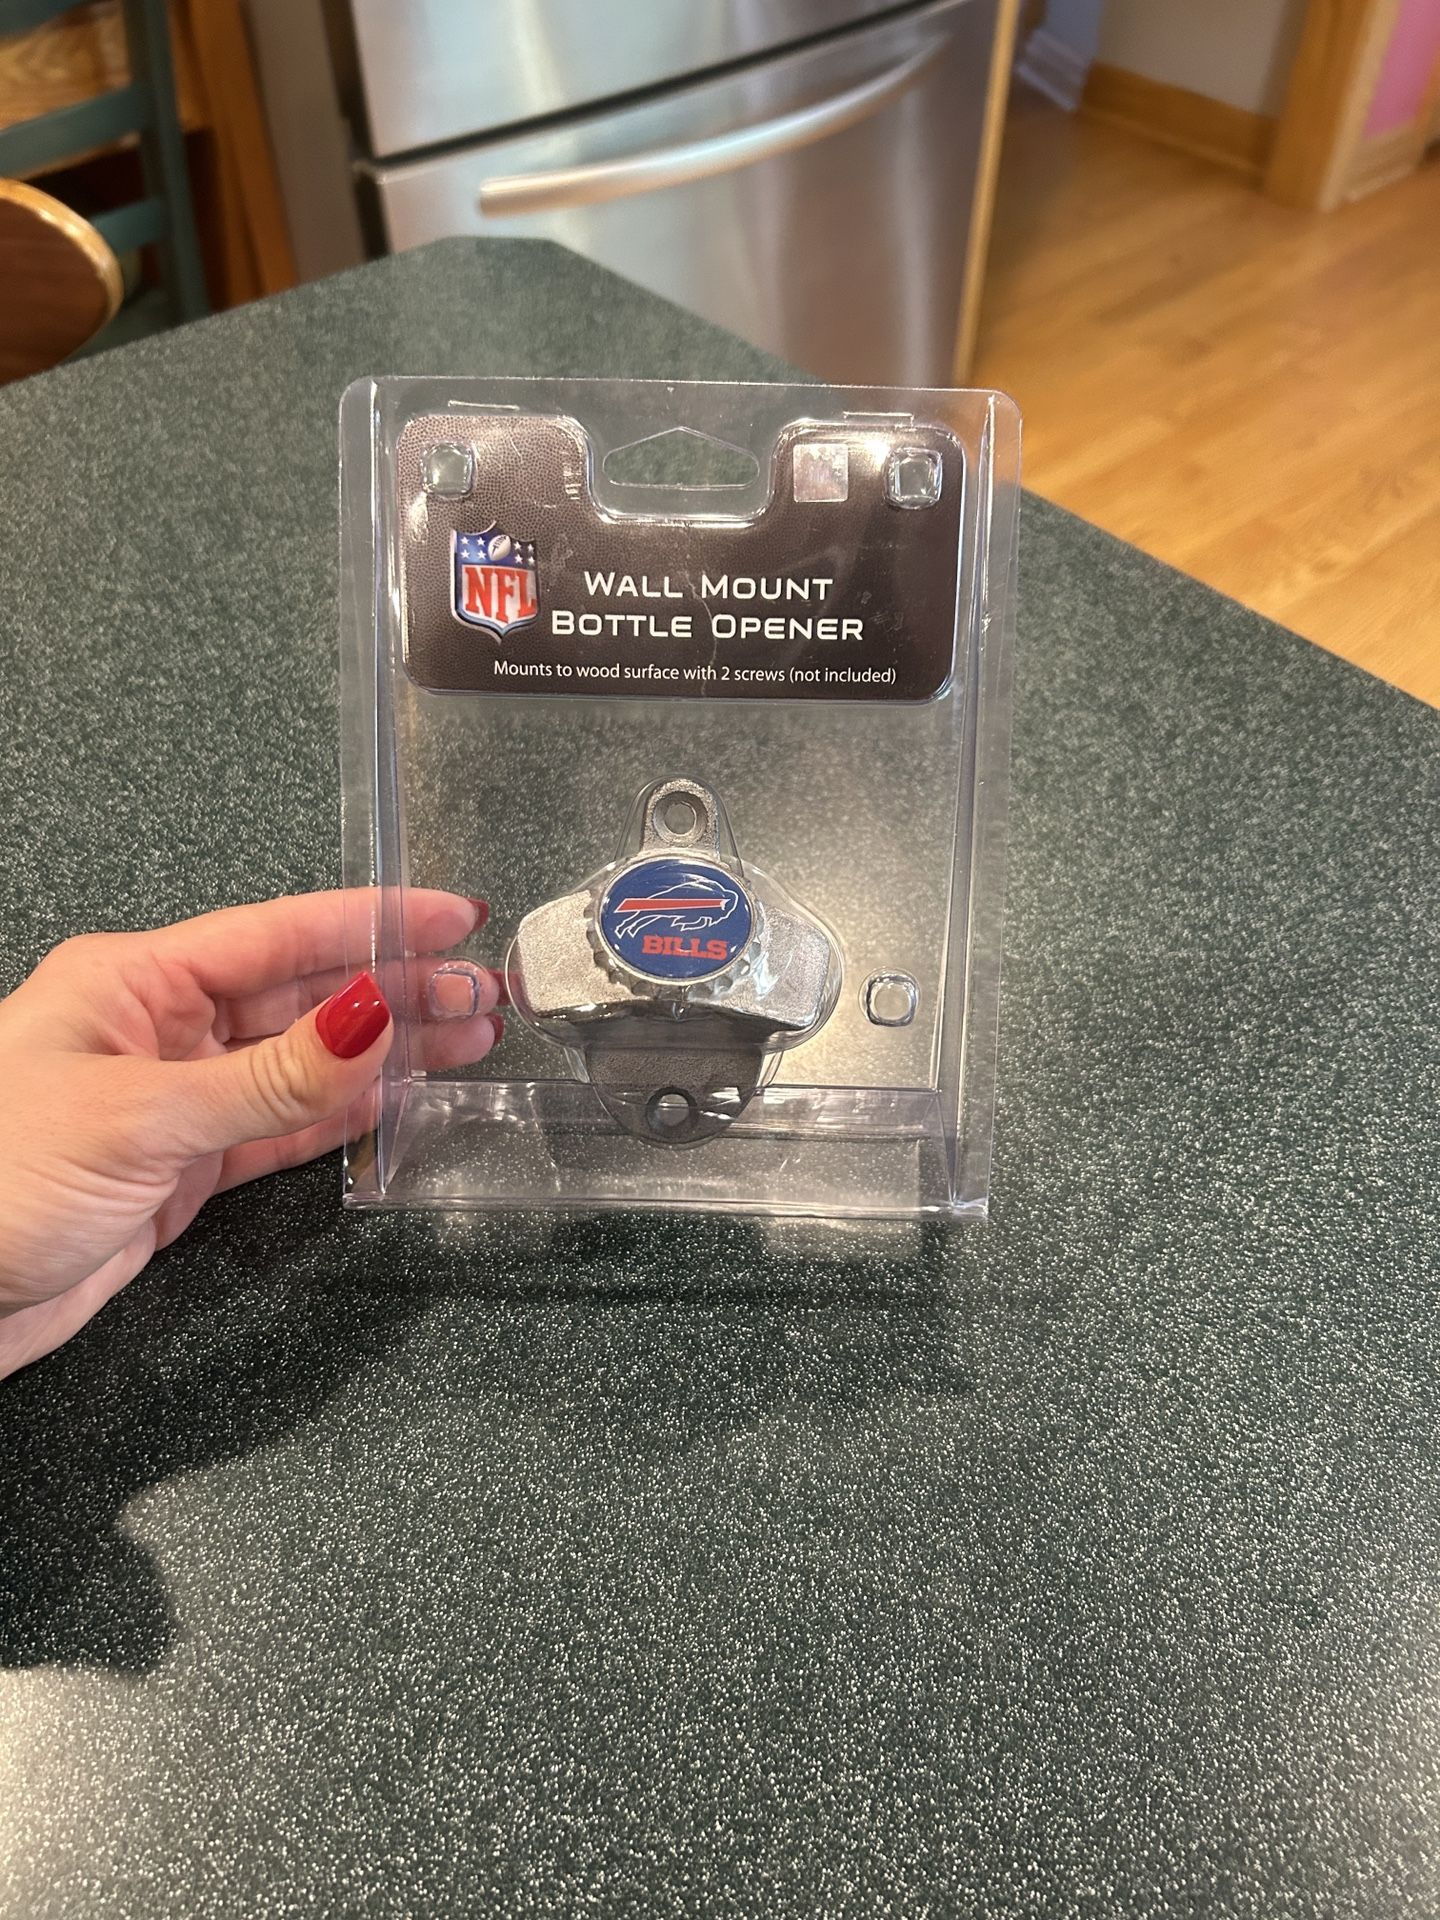 NFL
WALL MOUNT
BOTTLE OPENER
Mounts to wood surface with 2 screws (not included)
BILLS